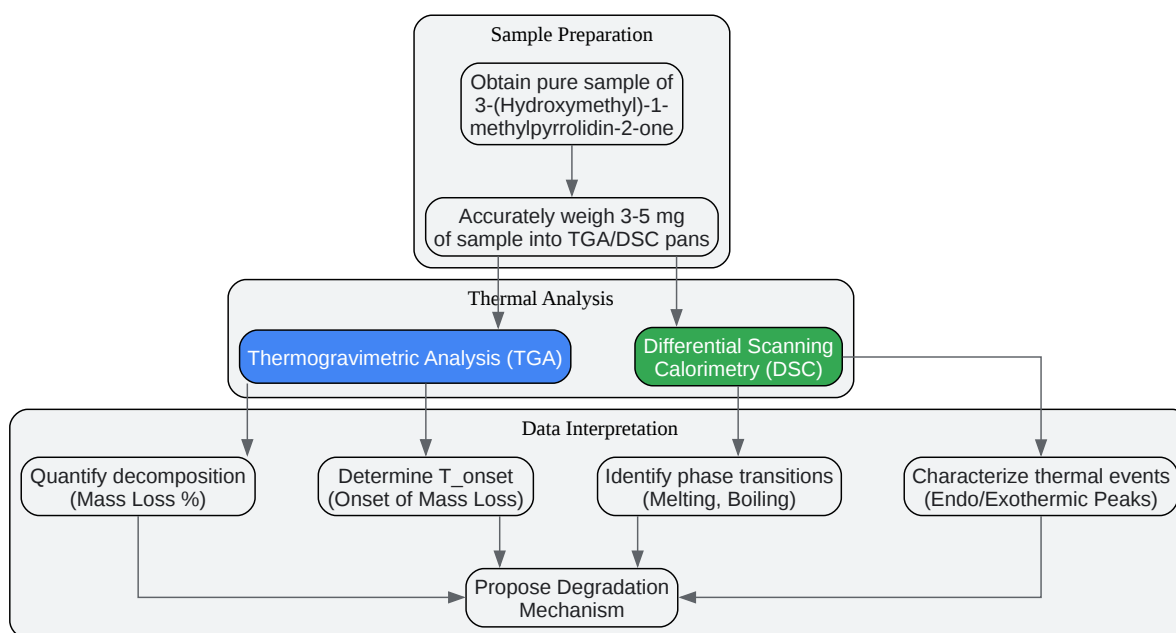 Sample Preparation
Obtain pure sample of
3-(Hydroxymethyl)-1-
methylpyrrolidin-2-one
Accurately weigh 3-5 mg
of sample into TGA/DSC pans
Thermal Analysis
Thermogravimetric Analysis (TGA)
Differential Scanning
Calorimetry (DSC)
Data Interpretation
Quantify decomposition
(Mass Loss %)
Determine T_onset
(Onset of Mass Loss)
Identify phase transitions
(Melting, Boiling)
Characterize thermal events
(Endo/Exothermic Peaks)
Propose Degradation
Mechanism